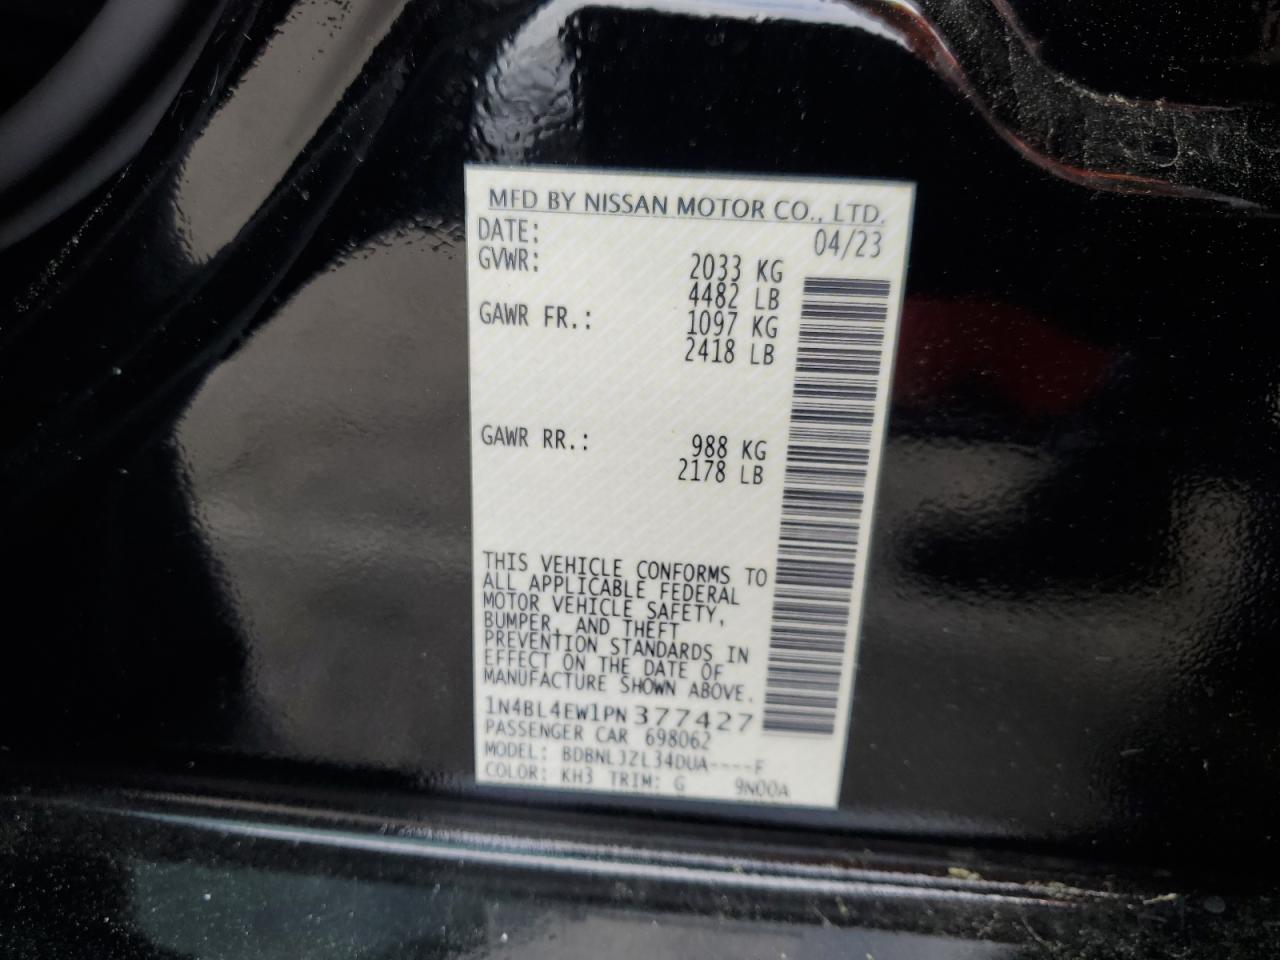 MFD BY NISSAN MOTOR CO., LTD.
DATE: 04/23
GVWR: 2033 KG
4482 LB
GAWR FR.: 1097 KG
2418 LB
GAWR RR.: 988 KG
2178 LB
THIS VEHICLE CONFORMS TO
ALL APPLICABLE FEDERAL
MOTOR VEHICLE SAFETY,
BUMPER, AND THEFT
PREVENTION STANDARDS IN
EFFECT ON THE DATE OF
MANUFACTURE SHOWN ABOVE.
1N4BL4EW1PN377427
PASSENGER CAR 698062
MODEL: BDBNLJZL34DUA----F
COLOR: KH3 TRIM: G 9N00A